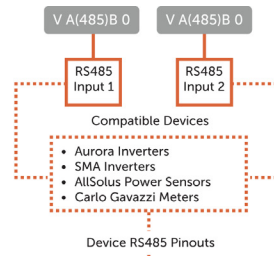 V A(485)B 0
V A(485)B 0
RS485
Input 1
RS485
Input 2
Compatible Devices
• Aurora Inverters
• SMA Inverters
• AllSolus Power Sensors
• Carlo Gavazzi Meters
Device RS485 Pinouts